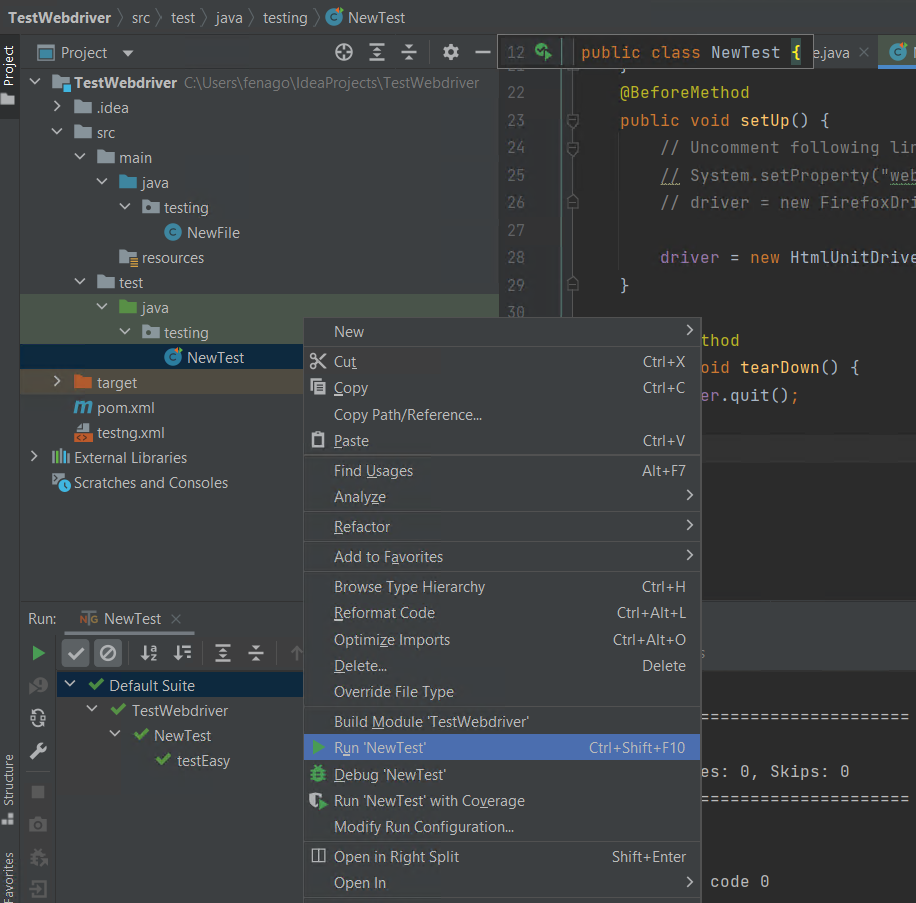 TestWebdriver src test java testing NewTest
Project
Project
12 public class NewTest {
e.java
TestWebdriver C:\Users\fenago\IdeaProjects\TestWebdriver
.idea
src
main
java
testing
NewFile
resources
test
java
testing
NewTest
target
pom.xml
testng.xml
External Libraries
Scratches and Consoles
22 @BeforeMethod
23 public void setUp() {
24 // Uncomment following lin
25 // System.setProperty("web
26 // driver = new FirefoxDri
27
28 driver = new HtmlUnitDrive
29 }
30
thod
oid tearDown() {
er.quit();
New
Cut Ctrl+X
Copy Ctrl+C
Copy Path/Reference...
Paste Ctrl+V
Find Usages Alt+F7
Analyze
Refactor
Add to Favorites
Browse Type Hierarchy Ctrl+H
Reformat Code Ctrl+Alt+L
Optimize Imports Ctrl+Alt+O
Delete... Delete
Override File Type
Build Module 'TestWebdriver'
Run 'NewTest' Ctrl+Shift+F10
Debug 'NewTest'
Run 'NewTest' with Coverage
Modify Run Configuration...
Open in Right Split Shift+Enter
Open In
Run: NewTest
Default Suite
TestWebdriver
NewTest
testEasy
===================
es: 0, Skips: 0
===================
code 0
Structure
Favorites